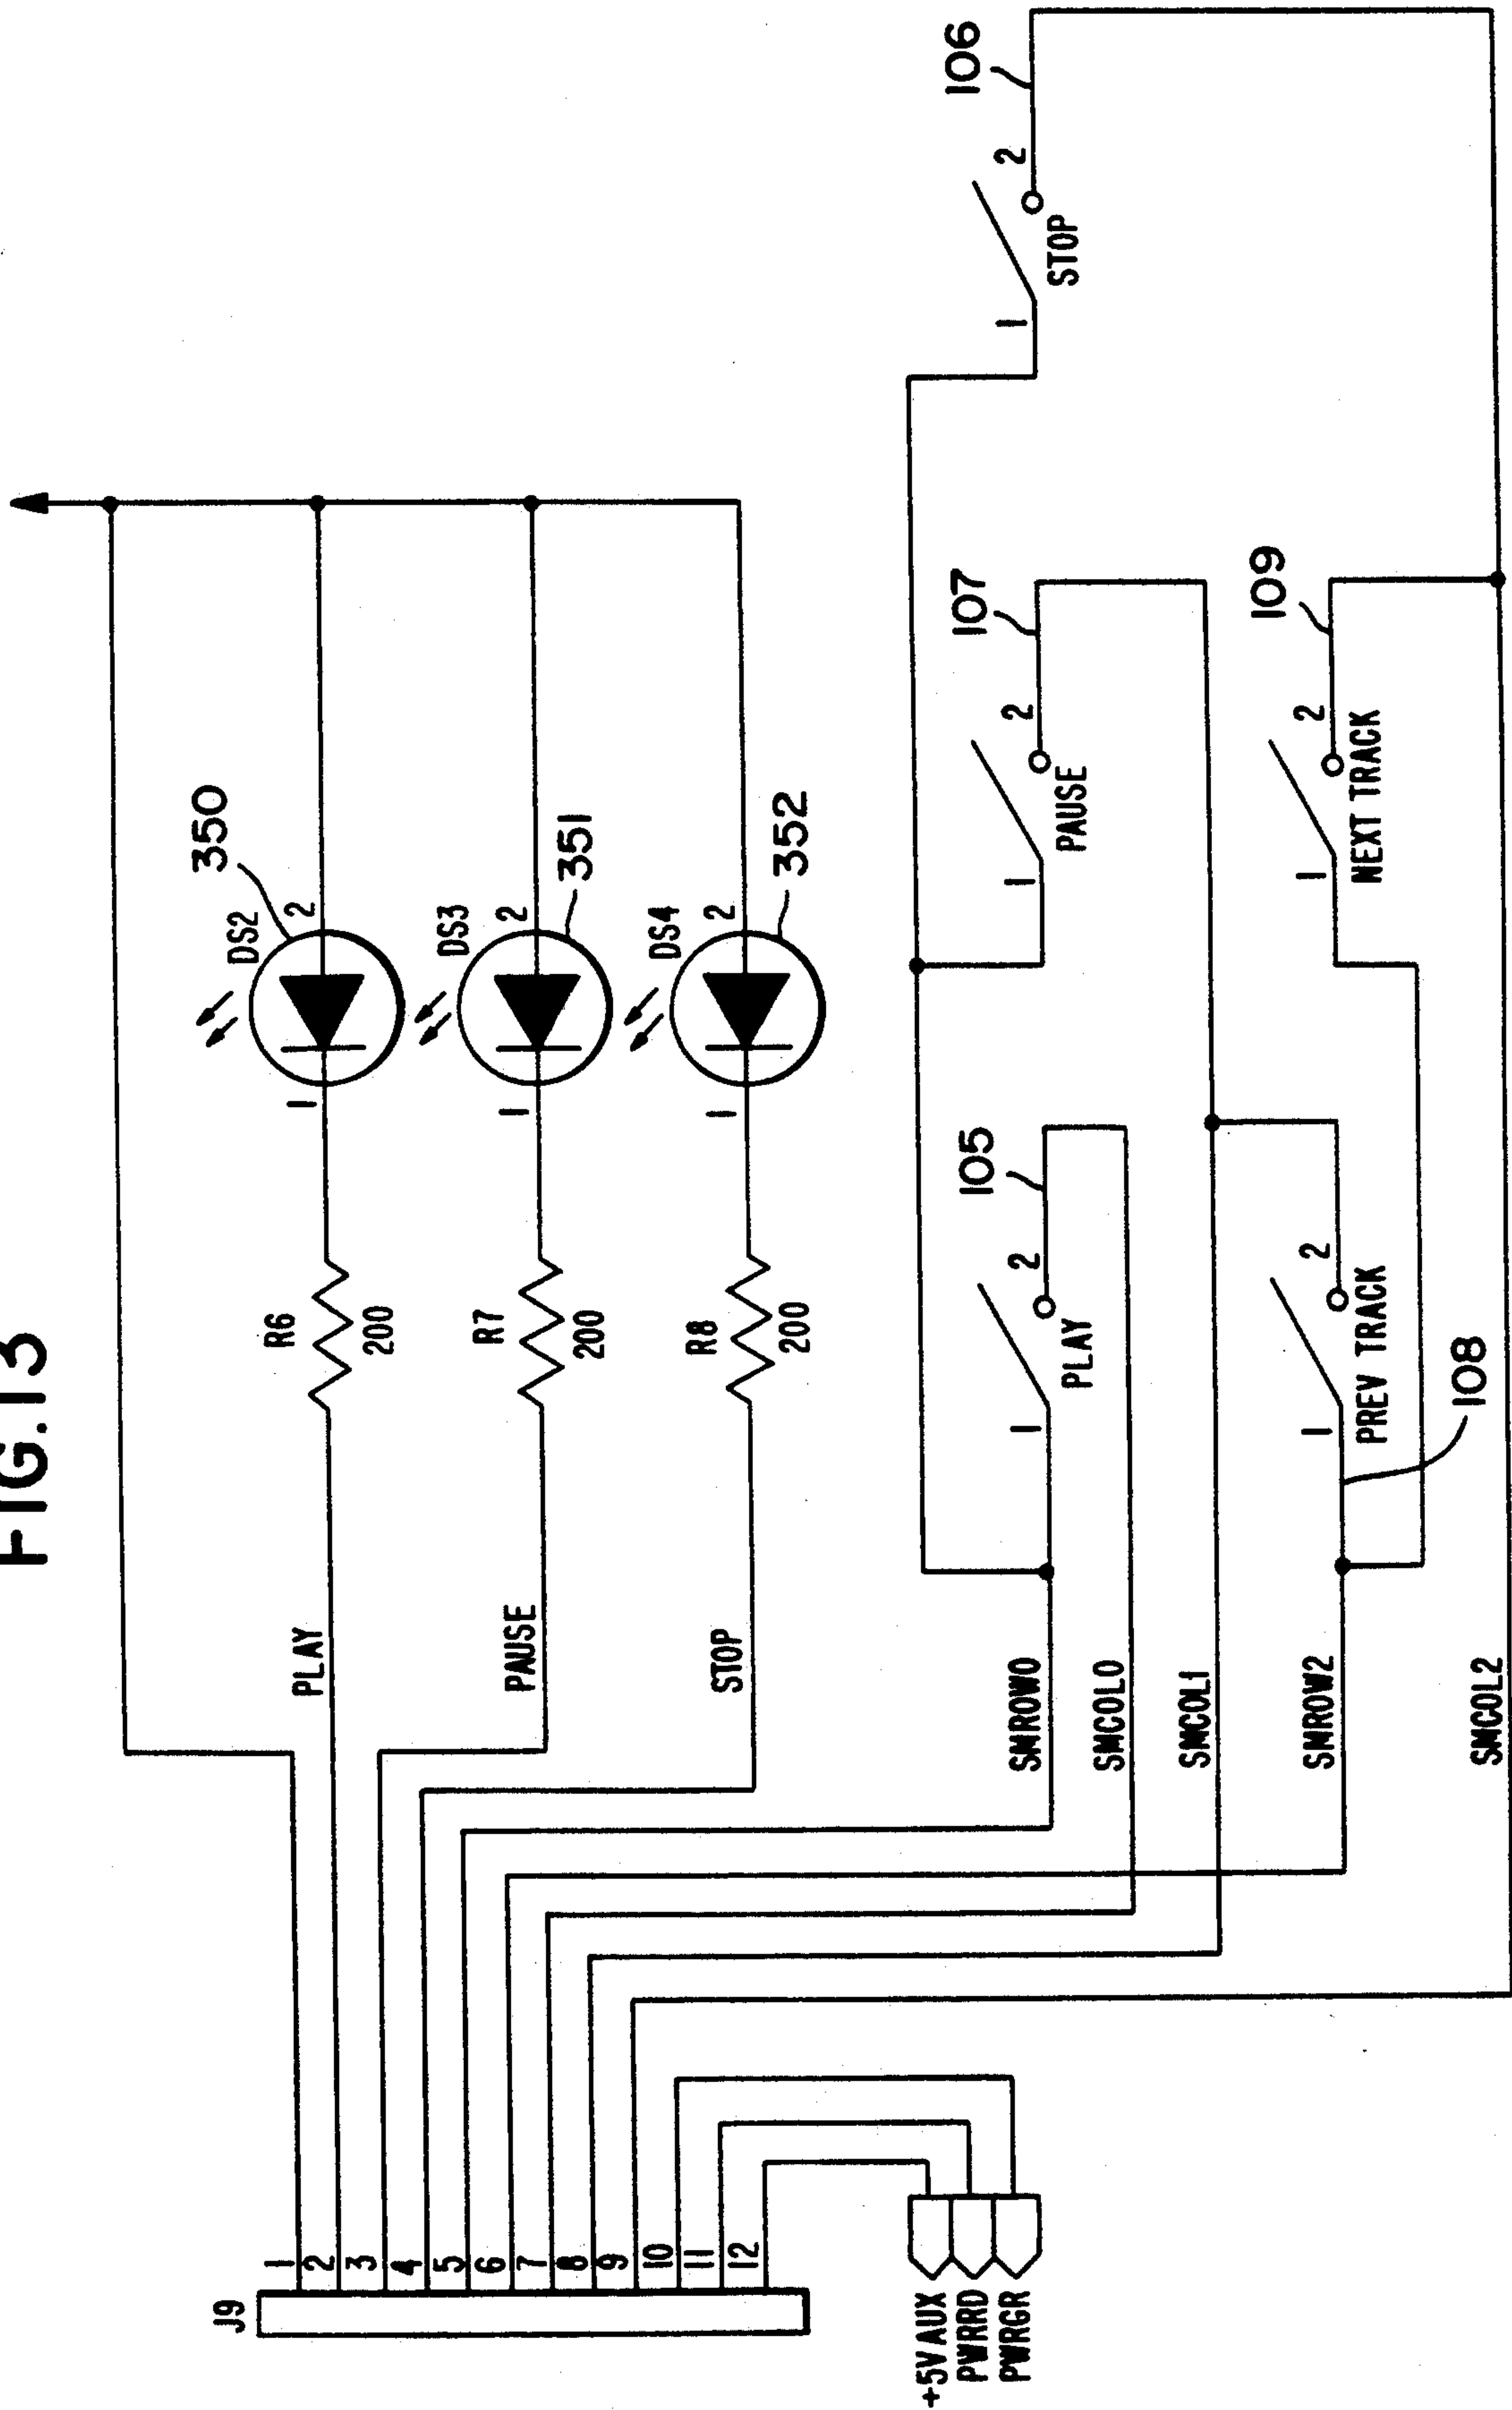 FIG.13
J9
1
2
3
4
5
6
7
8
9
10
11
12
+5V AUX
PWRRD
PWRGR
PLAY
R6
200
1
DS2
2
350
PAUSE
R7
200
1
DS3
2
351
STOP
R8
200
1
DS4
2
352
SMROW0
SMCOL0
SMCOL1
SMROW2
SMCOL2
1
PLAY
2
105
1
PAUSE
2
107
1
STOP
2
106
1
PREV TRACK
2
108
1
NEXT TRACK
2
109